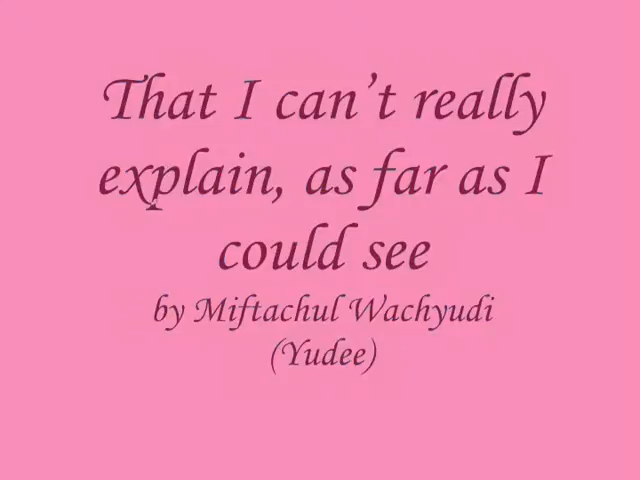 That I can't really
explain, as far as I
could see
by Miftachul Wachyudi
(Yudee)